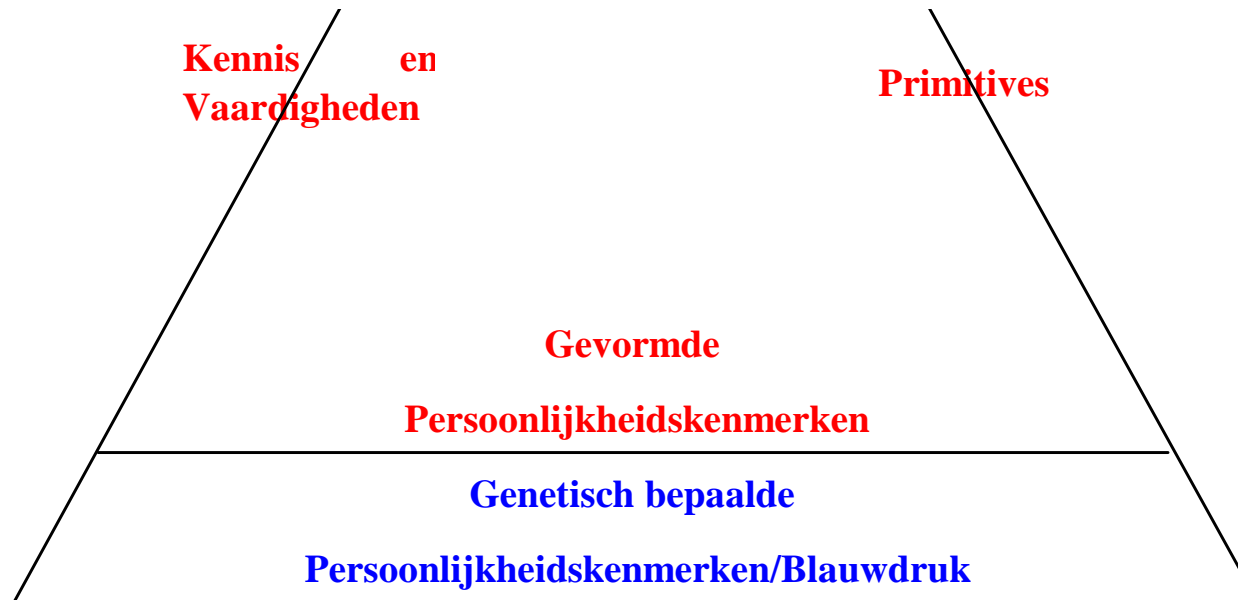 Kennis en
Vaardigheden
Primitives
Gevormde
Persoonlijkheidskenmerken
Genetisch bepaalde
Persoonlijkheidskenmerken/Blauwdruk